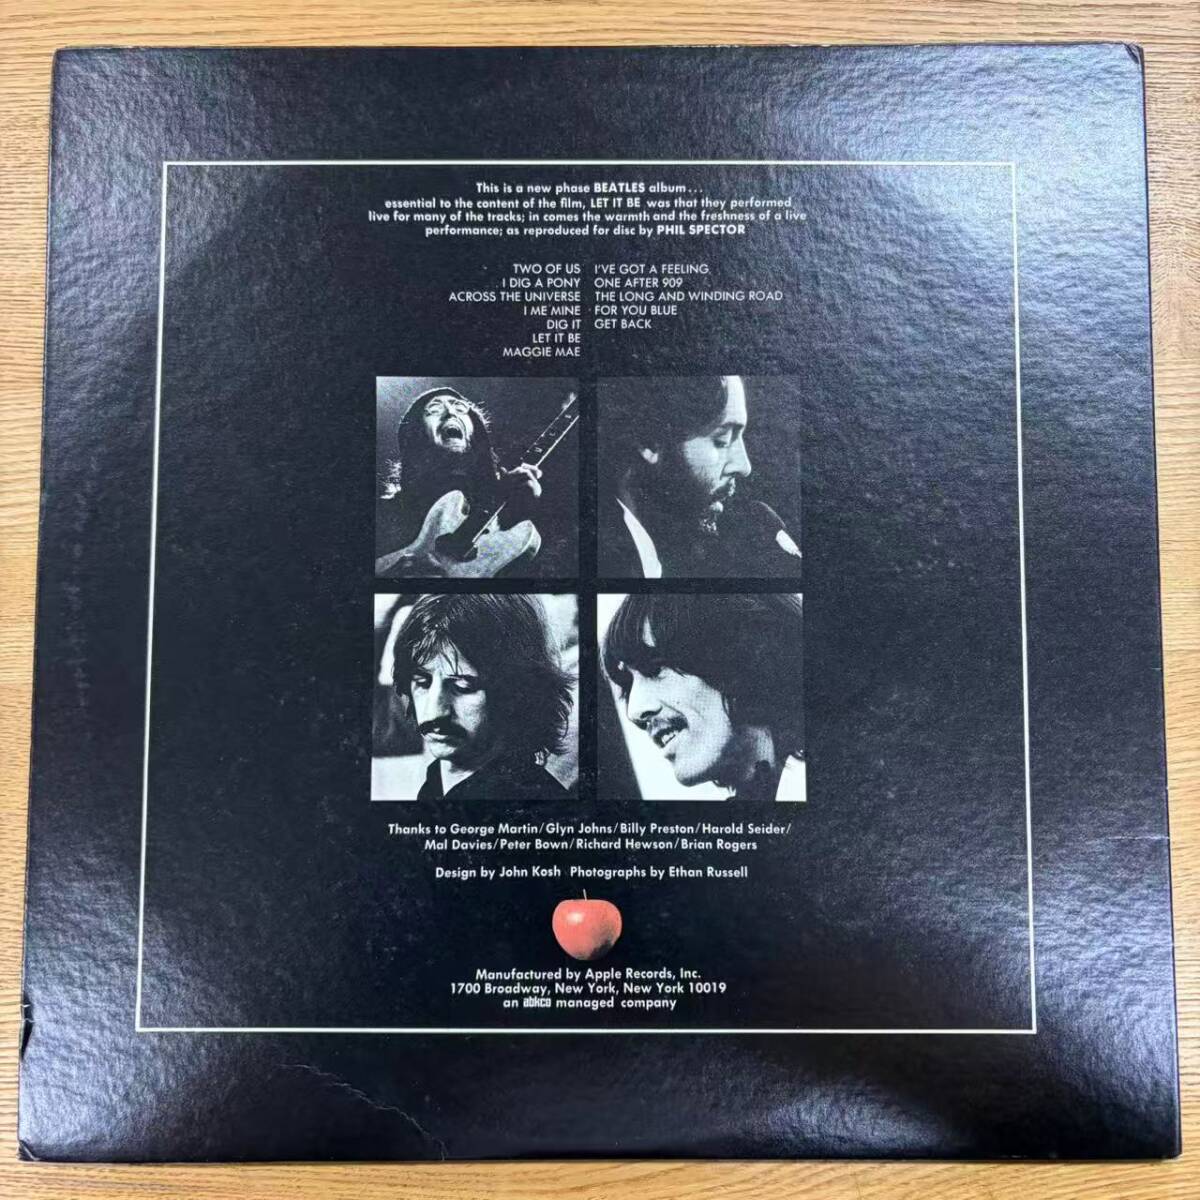 This is a new phase BEATLES album...
essential to the content of the film, LET IT BE was that they performed
live for many of the tracks; in comes the warmth and the freshness of a live
performance; as reproduced for disc by PHIL SPECTOR
TWO OF US
I DIG A PONY
ACROSS THE UNIVERSE
I ME MINE
DIG IT
LET IT BE
MAGGIE MAE
I'VE GOT A FEELING
ONE AFTER 909
THE LONG AND WINDING ROAD
FOR YOU BLUE
GET BACK
Thanks to George Martin/Glyn Johns/Billy Preston/Harold Seider/
Mal Davies/Peter Bown/Richard Hewson/Brian Rogers
Design by John Kosh Photographs by Ethan Russell
Manufactured by Apple Records, Inc.
1700 Broadway, New York, New York 10019
an abkco managed company